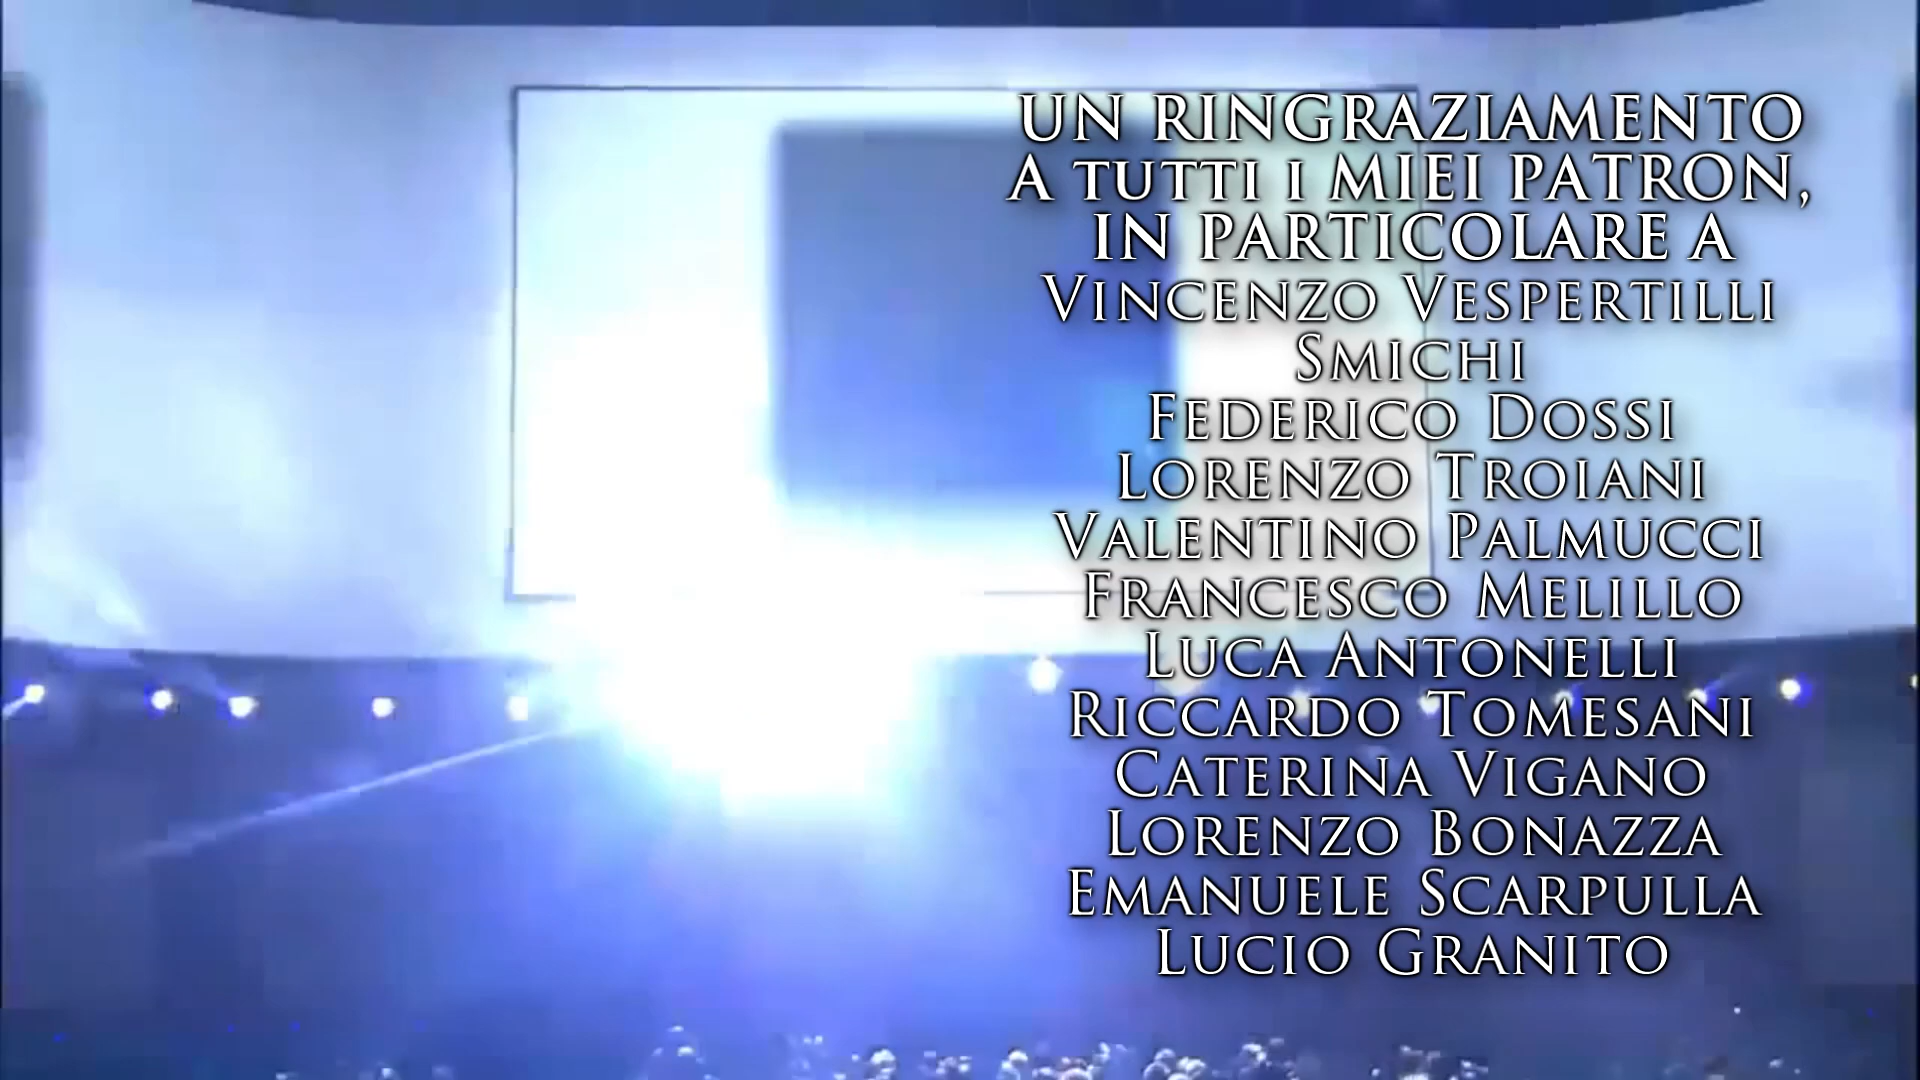 UN RINGRAZIAMENTO
A TUTTI I MIEI PATRON,
IN PARTICOLARE A
VINCENZO VESPERTILLI
SMICHI
FEDERICO DOSSI
LORENZO TROIANI
VALENTINO PALMUCCI
FRANCESCO MELILLO
LUCA ANTONELLI
RICCARDO TOMESANI
CATERINA VIGANO
LORENZO BONAZZA
EMANUELE SCARPULLA
LUCIO GRANITO